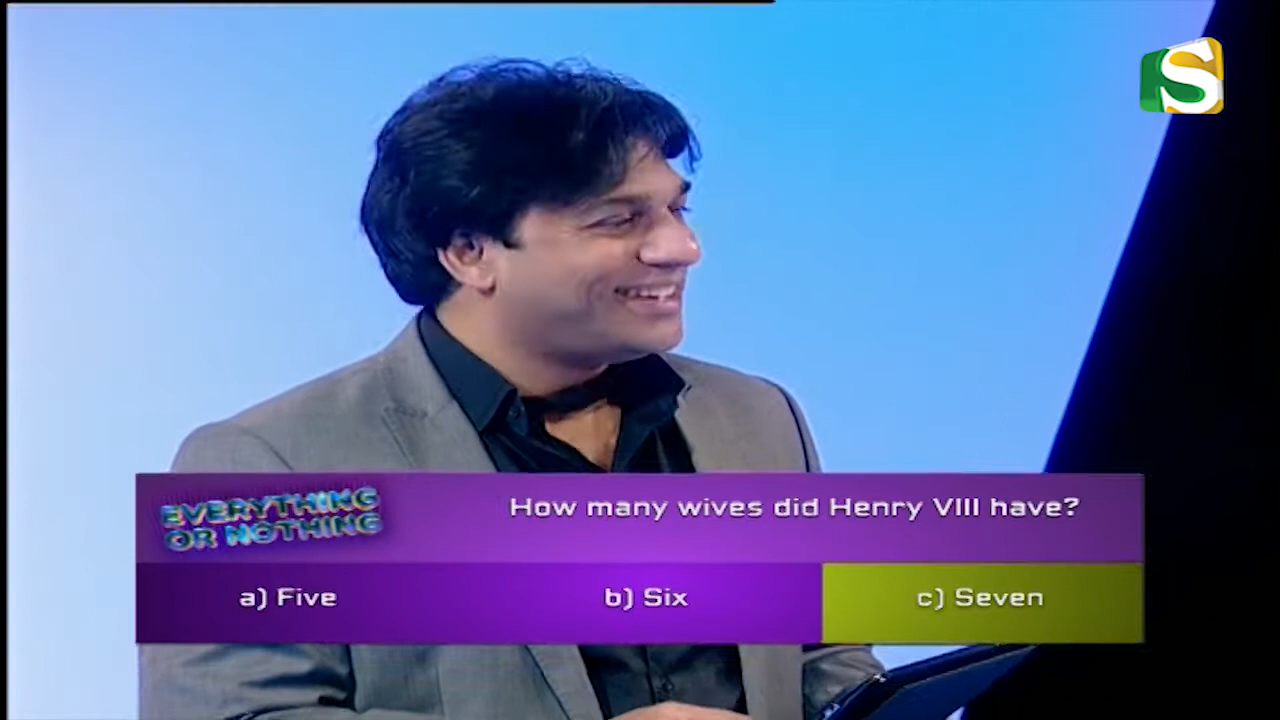 S
EVERYTHING
OR NOTHING
How many wives did Henry VIII have?
a) Five
b) Six
c) Seven